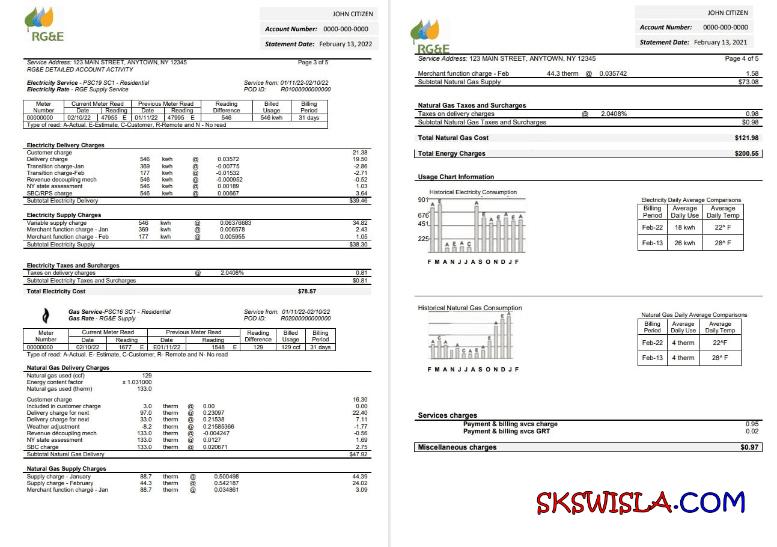 RG&E
JOHN CITIZEN
Account Number: 0000-000-0000
Statement Date: February 13, 2022
Service Address: 123 MAIN STREET, ANYTOWN, NY 12345 Page 3 of 5
RG&E DETAILED ACCOUNT ACTIVITY
Electricity Service - PSC19 SC1 - Residential Service from: 01/11/22-02/10/22
Electricity Rate - RGE Supply Service POD ID: R01000000000000
Meter Number Current Meter Read Date Reading Previous Meter Read Date Reading Reading Difference Billed Usage Billing Period
00000000 02/10/22 47955 E 01/11/22 47995 E 546 546 kwh 31 days
Type of read: A-Actual, E-Estimate, C-Customer, R-Remote and N - No read
Electricity Delivery Charges
Customer charge 21.38
Delivery charge 546 kwh @ 0.03572 19.50
Transition charge-Jan 369 kwh @ -0.00775 -2.86
Transition charge-Feb 177 kwh @ -0.01532 -2.71
Revenue decoupling mech 546 kwh @ -0.000952 -0.52
NY state assessment 546 kwh @ 0.00189 1.03
SBC/RPS charge 546 kwh @ 0.00667 3.64
Subtotal Electricity Delivery $39.46
Electricity Supply Charges
Variable supply charge 546 kwh @ 0.06376683 34.82
Merchant function charge - Jan 369 kwh @ 0.006578 2.43
Merchant function charge - Feb 177 kwh @ 0.005955 1.05
Subtotal Electricity Supply $38.30
Electricity Taxes and Surcharges
Taxes on delivery charges @ 2.0408% 0.81
Subtotal Electricity Taxes and Surcharges $0.81
Total Electricity Cost $78.57
Gas Service-PSC16 SC1 - Residential Service from: 01/11/22-02/10/22
Gas Rate - RG&E Supply POD ID: R02000000000000
Meter Number Current Meter Read Date Reading Previous Meter Read Date Reading Reading Difference Billed Usage Billing Period
00000000 02/10/22 1677 E E01/11/22 1548 E 129 129 ccf 31 days
Type of read: A-Actual, E- Estimate, C-Customer, R- Remote and N- No read
Natural Gas Delivery Charges
Natural gas used (ccf) 129
Energy content factor x 1.031000
Natural gas used (therm) 133.0
Customer charge 16.30
Included in customer charge 3.0 therm @ 0.00 0.00
Delivery charge for next 97.0 therm @ 0.23097 22.40
Delivery charge for next 33.0 therm @ 0.21538 7.11
Weather adjustment -8.2 therm @ 0.21585366 -1.77
Revenue decoupling mech 133.0 therm @ -0.004247 -0.56
NY state assessment 133.0 therm @ 0.0127 1.69
SBC charge 133.0 therm @ 0.020671 2.75
Subtotal Natural Gas Delivery $47.92
Natural Gas Supply Charges
Supply charge - January 88.7 therm @ 0.500498 44.39
Supply charge - February 44.3 therm @ 0.542187 24.02
Merchant function charge - Jan 88.7 therm @ 0.034861 3.09
RG&E
JOHN CITIZEN
Account Number: 0000-000-0000
Statement Date: February 13, 2021
Service Address: 123 MAIN STREET, ANYTOWN, NY 12345 Page 4 of 5
Merchant function charge - Feb 44.3 therm @ 0.035742 1.58
Subtotal Natural Gas Supply $73.08
Natural Gas Taxes and Surcharges
Taxes on delivery charges @ 2.0408% 0.98
Subtotal Natural Gas Taxes and Surcharges $0.98
Total Natural Gas Cost $121.98
Total Energy Charges $200.55
Usage Chart Information
Historical Electricity Consumption
901
676
451
225
F M A N J J A S O N D J F
Electricity Daily Average Comparisons
Billing Period Average Daily Use Average Daily Temp
Feb-22 18 kwh 22° F
Feb-13 26 kwh 28° F
Historical Natural Gas Consumption
F M A N J J A S O N D J F
Natural Gas Daily Average Comparisons
Billing Period Average Daily Use Average Daily Temp
Feb-22 4 therm 22°F
Feb-13 4 therm 28° F
Services charges
Payment & billing svcs charge 0.95
Payment & billing svcs GRT 0.02
Miscellaneous charges $0.97
SKSWISLA.COM